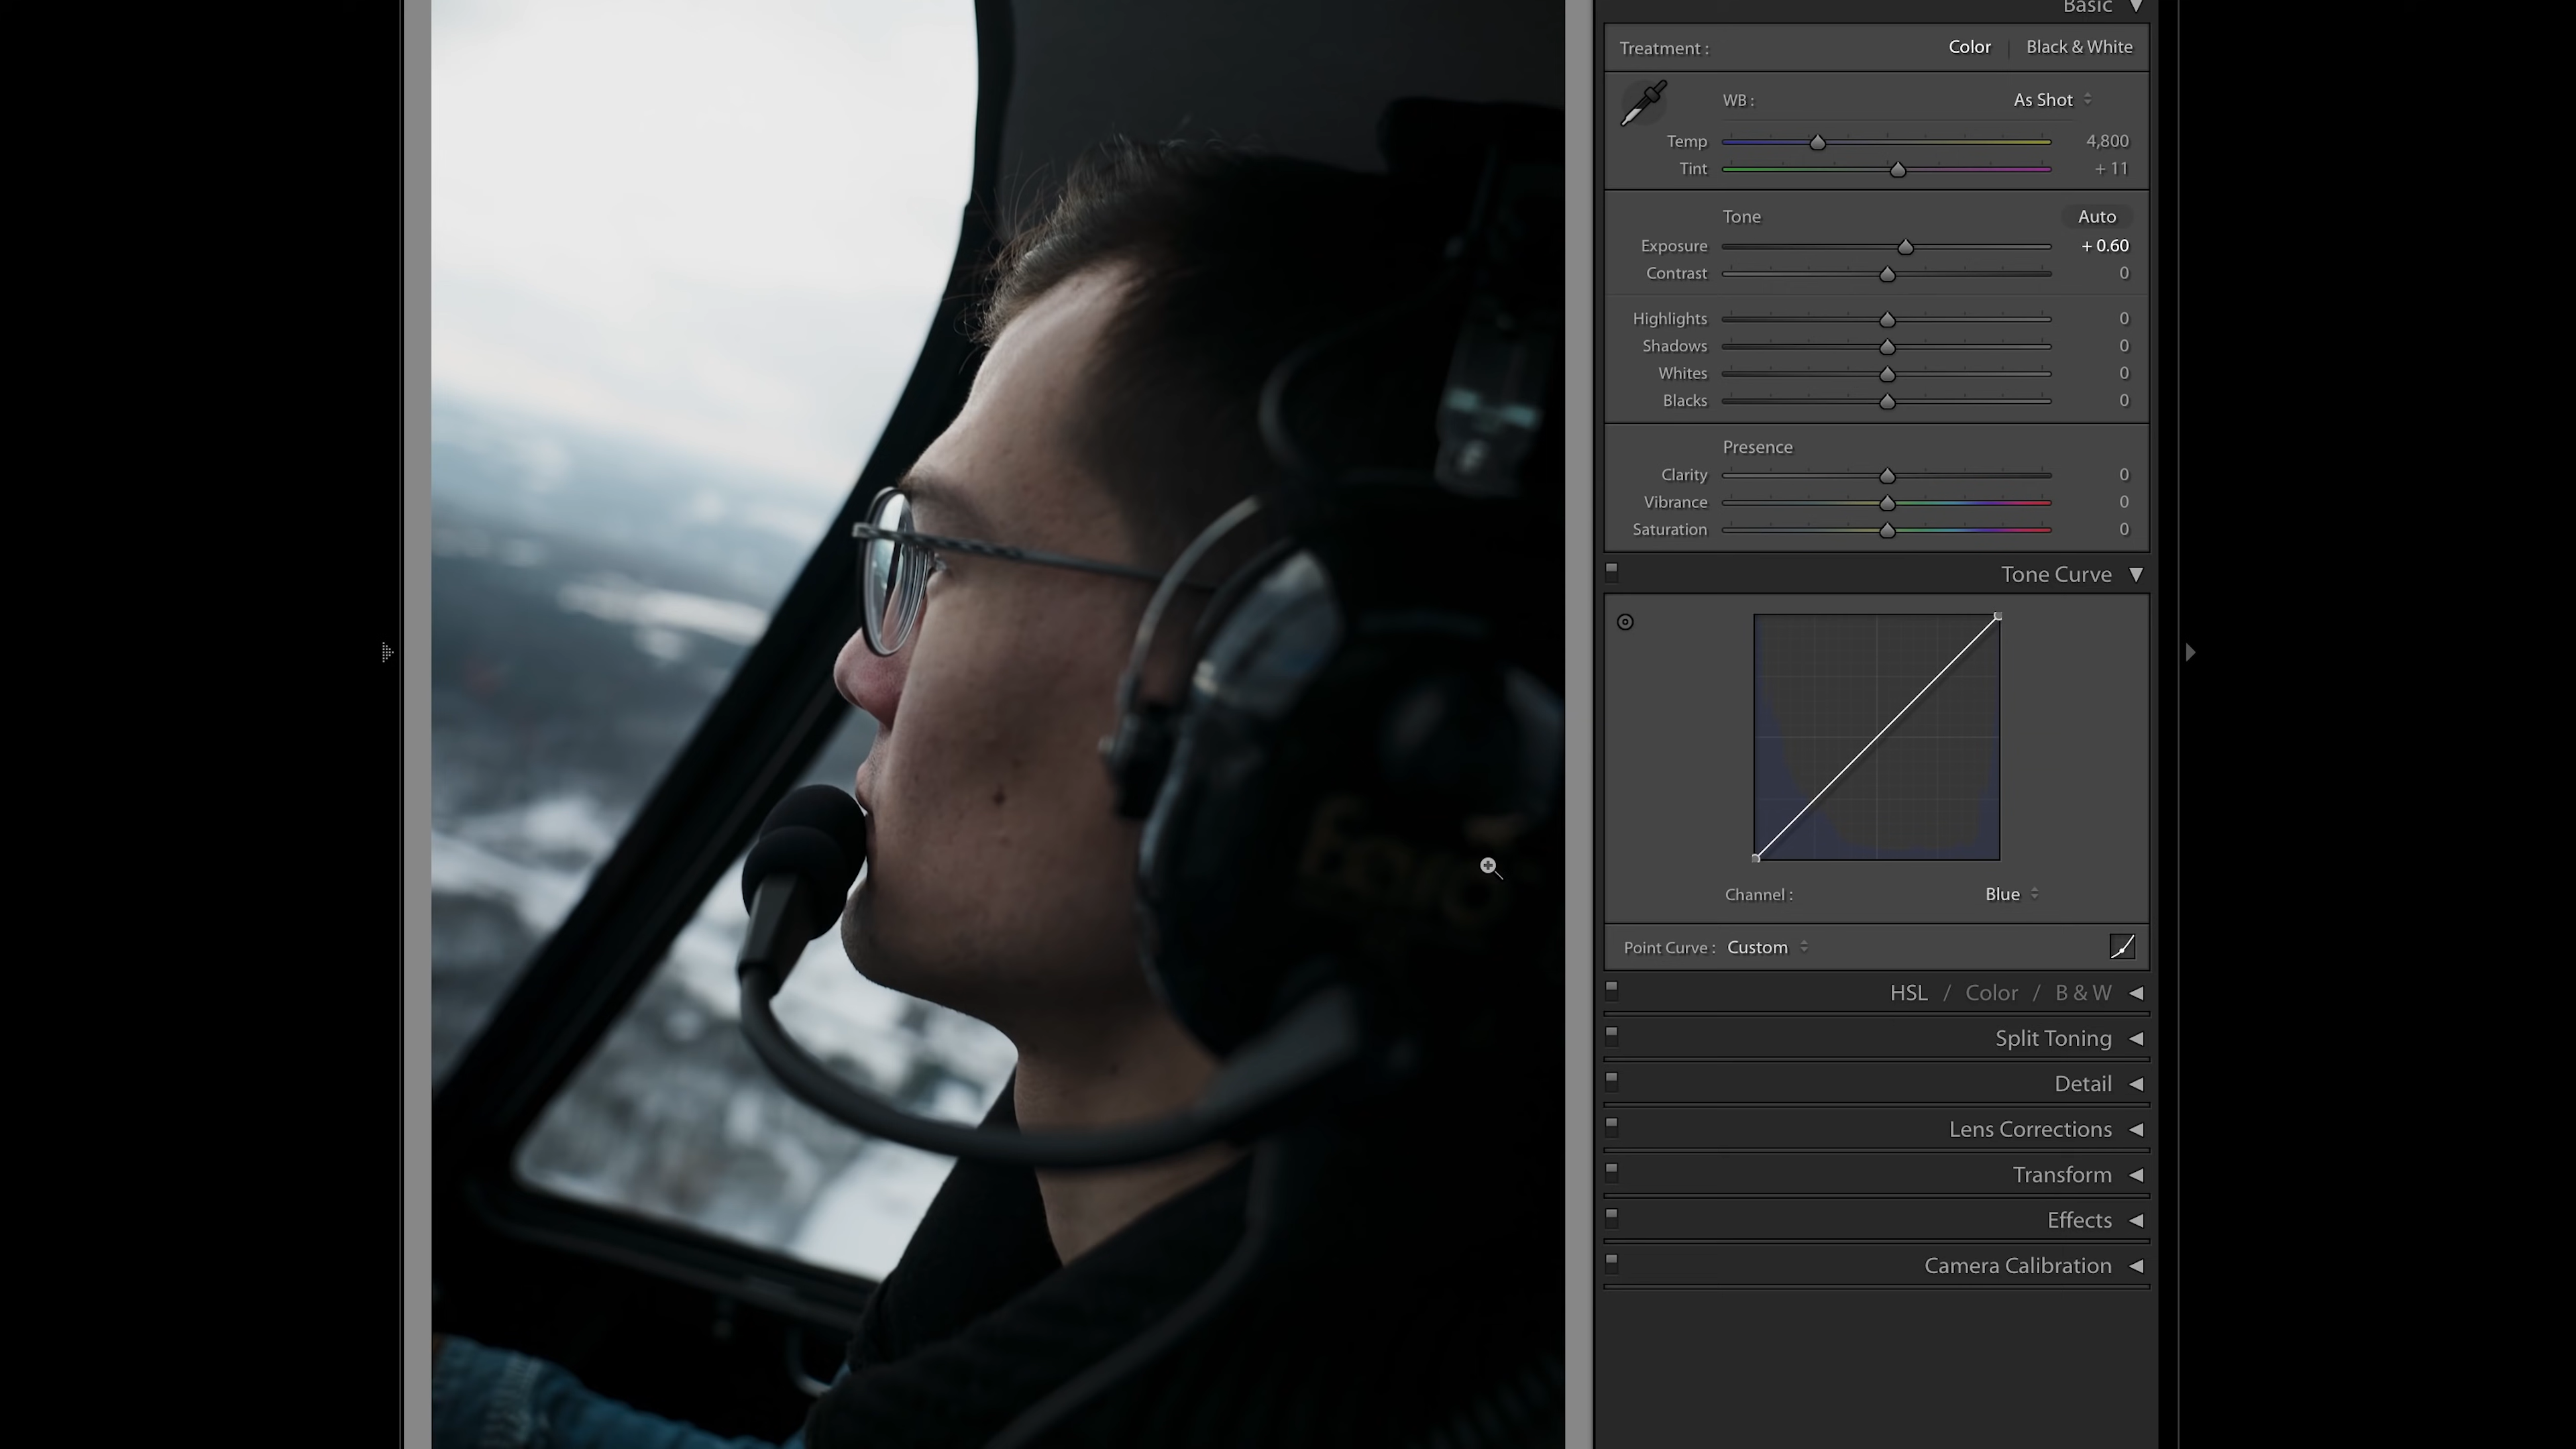 Basic
Treatment : Color | Black & White
WB : As Shot
Temp 4,800
Tint + 11
Tone Auto
Exposure + 0.60
Contrast 0
Highlights 0
Shadows 0
Whites 0
Blacks 0
Presence
Clarity 0
Vibrance 0
Saturation 0
Tone Curve
Channel : Blue
Point Curve : Custom
HSL / Color / B & W
Split Toning
Detail
Lens Corrections
Transform
Effects
Camera Calibration